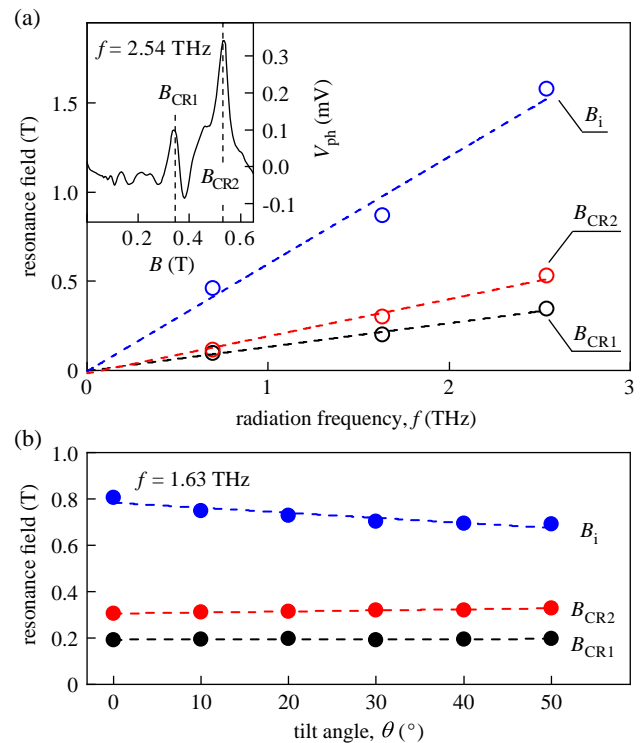 (a)
f = 2.54 THz
B_CR1
B_CR2
0.3
0.2
0.1
0.0
-0.1
V_ph (mV)
0.2 0.4 0.6
B (T)
1.5
1.0
0.5
0
resonance field (T)
B_i
B_CR2
B_CR1
0 1 2 3
radiation frequency, f (THz)
(b)
f = 1.63 THz
1.0
0.8
0.6
0.4
0.2
0
resonance field (T)
B_i
B_CR2
B_CR1
0 10 20 30 40 50
tilt angle, θ (°)